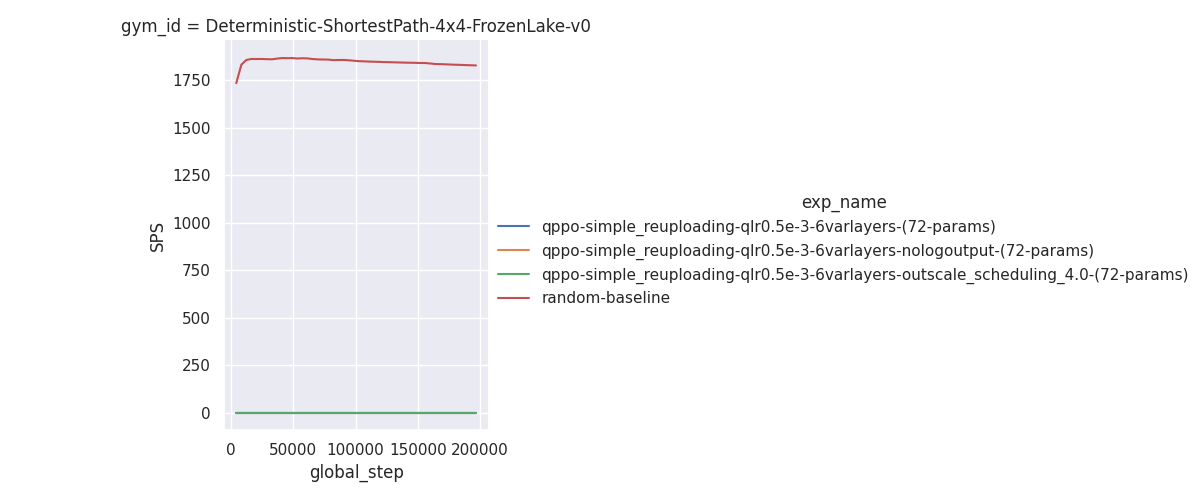 gym_id = Deterministic-ShortestPath-4x4-FrozenLake-v0
1750
1500
1250
1000
750
500
250
0
SPS
0 50000 100000 150000 200000
global_step
exp_name
qppo-simple_reuploading-qlr0.5e-3-6varlayers-(72-params)
qppo-simple_reuploading-qlr0.5e-3-6varlayers-nologoutput-(72-params)
qppo-simple_reuploading-qlr0.5e-3-6varlayers-outscale_scheduling_4.0-(72-params)
random-baseline